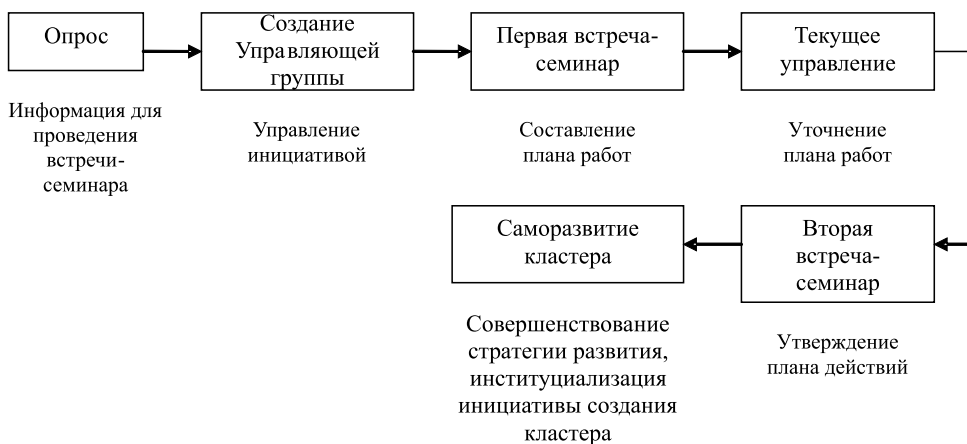 Опрос
Создание
Управляющей
группы
Первая встреча-
семинар
Текущее
управление
Информация для
проведения
встречи-
семинара
Управление
инициативой
Составление
плана работ
Уточнение
плана работ
Вторая
встреча-
семинар
Саморазвитие
кластера
Утверждение
плана действий
Совершенствование
стратегии развития,
институциализация
инициативы создания
кластера